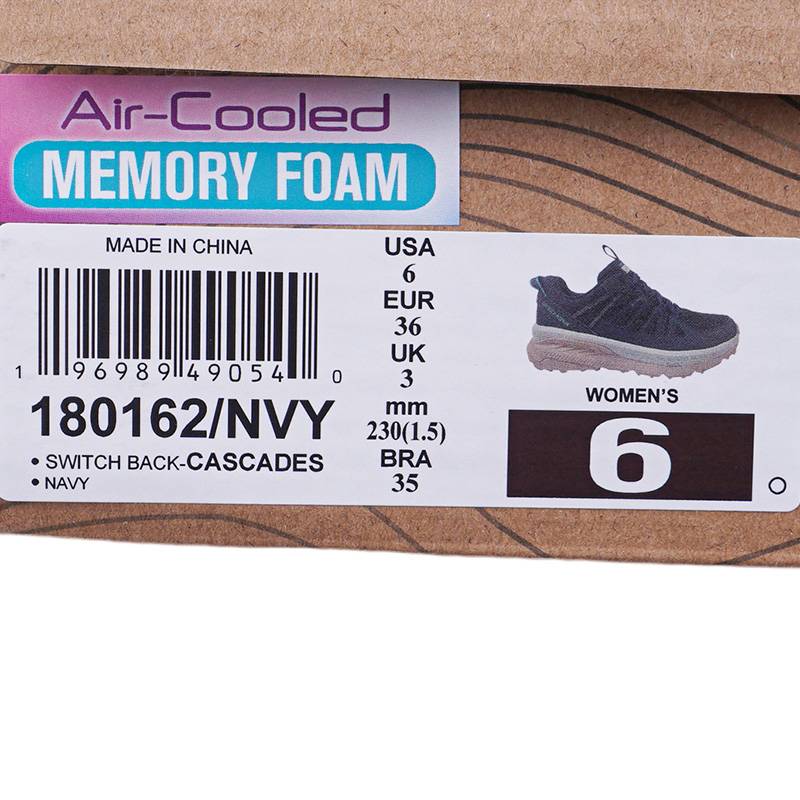 Air-Cooled
MEMORY FOAM
MADE IN CHINA
1 96989 49054 0
180162/NVY
• SWITCH BACK-CASCADES
• NAVY
USA
6
EUR
36
UK
3
mm
230(1.5)
BRA
35
WOMEN'S
6